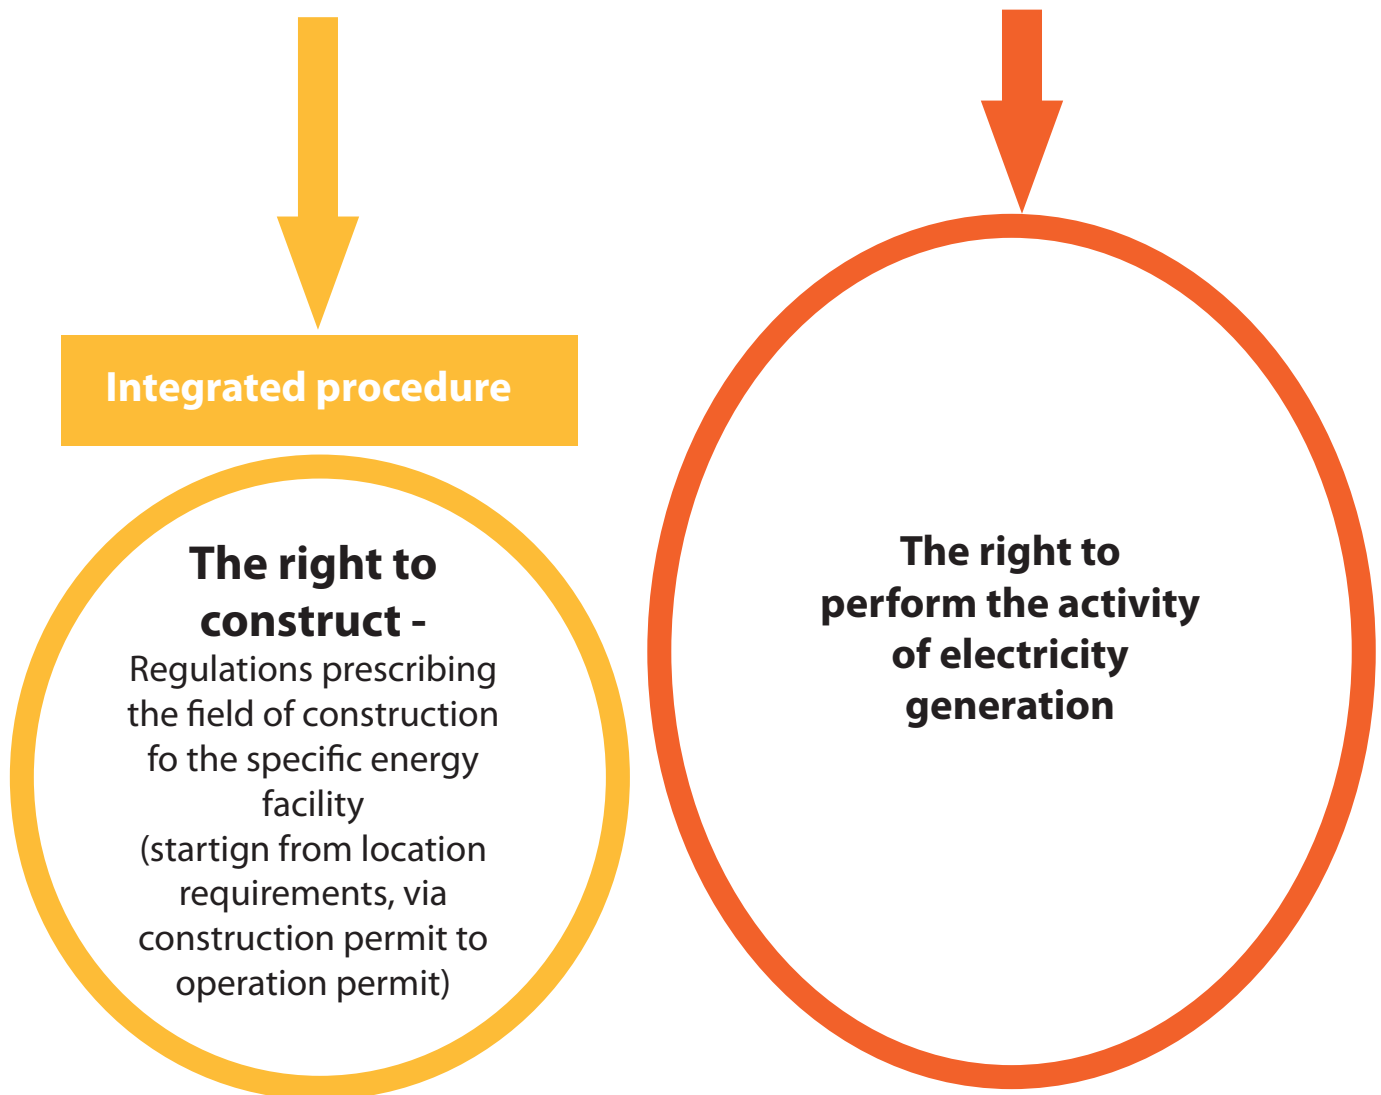 Integrated procedure
The right to
construct -
Regulations prescribing
the field of construction
fo the specific energy
facility
(startign from location
requirements, via
construction permit to
operation permit)
The right to
perform the activity
of electricity
generation